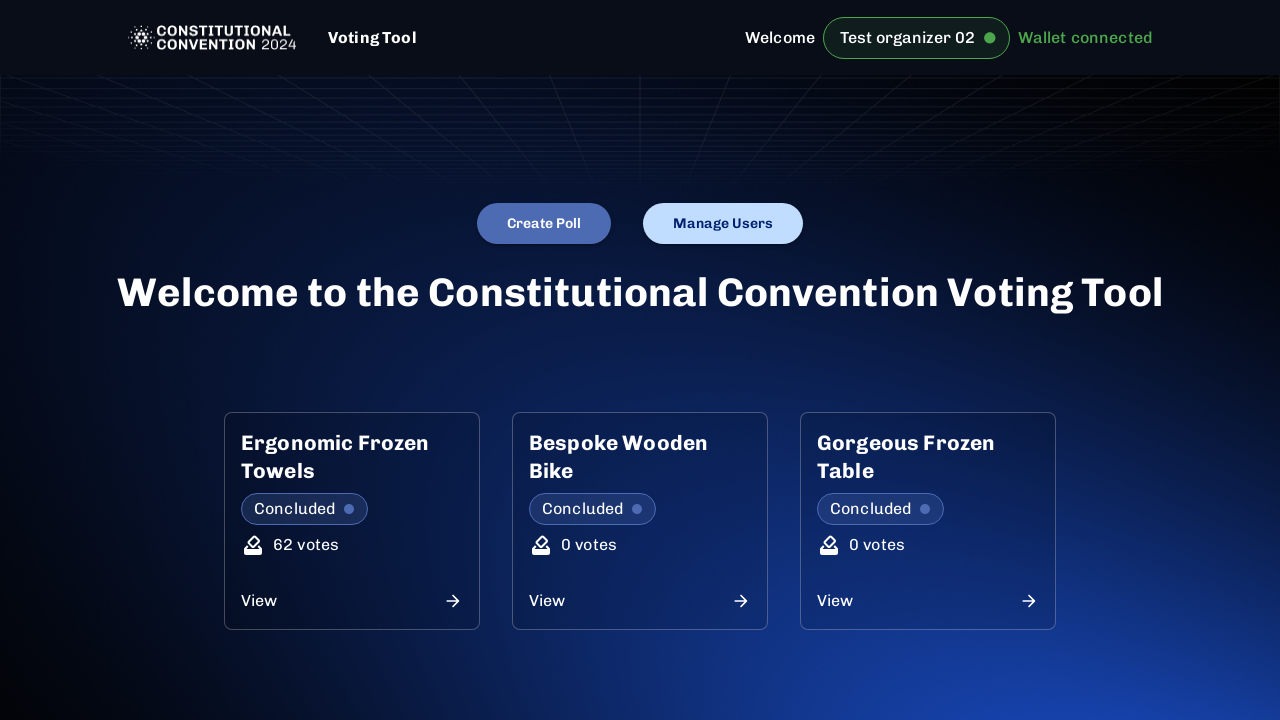 CONSTITUTIONAL
CONVENTION 2024
Voting Tool
Welcome Test organizer 02 Wallet connected
Create Poll
Manage Users
Welcome to the Constitutional Convention Voting Tool
Ergonomic Frozen
Towels
Concluded
62 votes
View
Bespoke Wooden
Bike
Concluded
0 votes
View
Gorgeous Frozen
Table
Concluded
0 votes
View